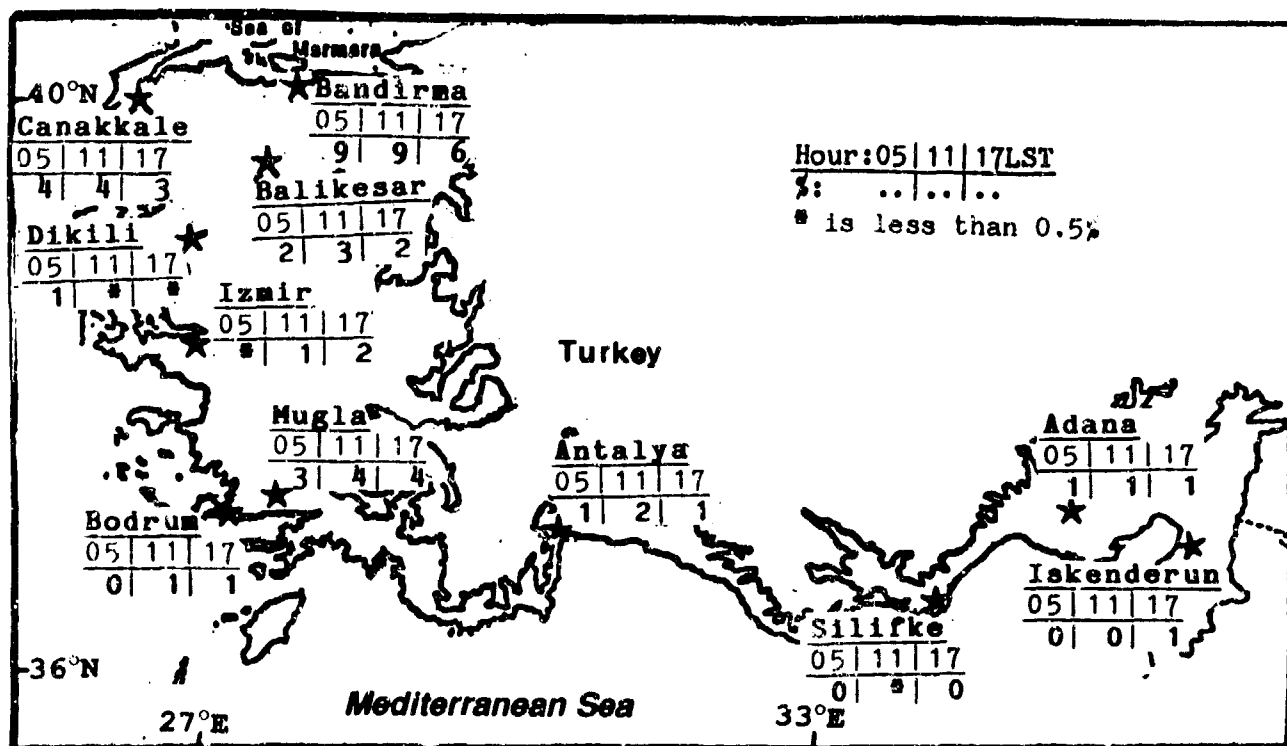 Sea of
Marmara
40°N
Bandirma
05|11|17
9|9|6
Canakkale
05|11|17
4|4|3
Balikesar
05|11|17
2|3|2
Hour:05|11|17LST
%: ..|..|..
* is less than 0.5%
Dikili
05|11|17
1|*|*
Izmir
05|11|17
*|1|2
Turkey
Mugla
05|11|17
3|4|4
Antalya
05|11|17
1|2|1
Adana
05|11|17
1|1|1
Bodrum
05|11|17
0|1|1
Iskenderun
05|11|17
0|0|1
Silifke
05|11|17
0|*|0
36°N
Mediterranean Sea
27°E
33°E